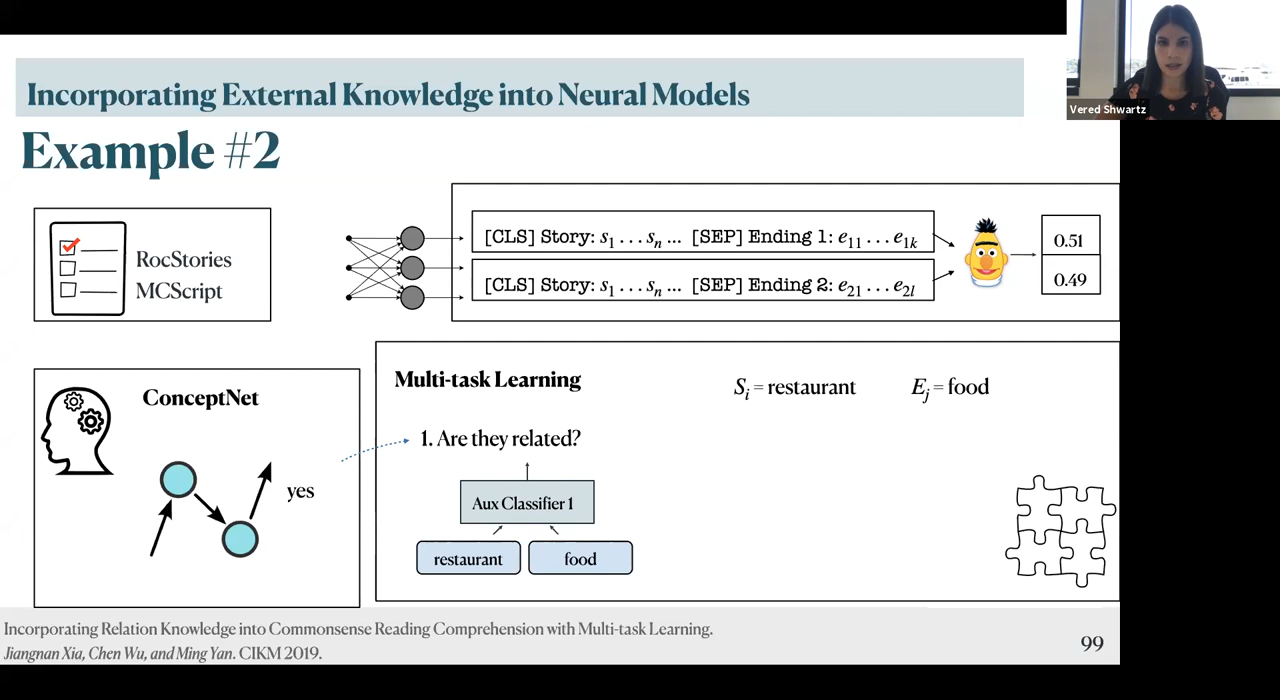 Vered Shwartz
Incorporating External Knowledge into Neural Models
Example #2
RocStories
MCScript
[CLS] Story: s₁ . . . sₙ ... [SEP] Ending 1: e₁₁ . . . e₁ₖ
[CLS] Story: s₁ . . . sₙ ... [SEP] Ending 2: e₂₁ . . . e₂ₗ
0.51
0.49
ConceptNet
yes
Multi-task Learning
Sᵢ = restaurant
Eⱼ = food
1. Are they related?
Aux Classifier 1
restaurant
food
Incorporating Relation Knowledge into Commonsense Reading Comprehension with Multi-task Learning.
Jiangnan Xia, Chen Wu, and Ming Yan. CIKM 2019.
99